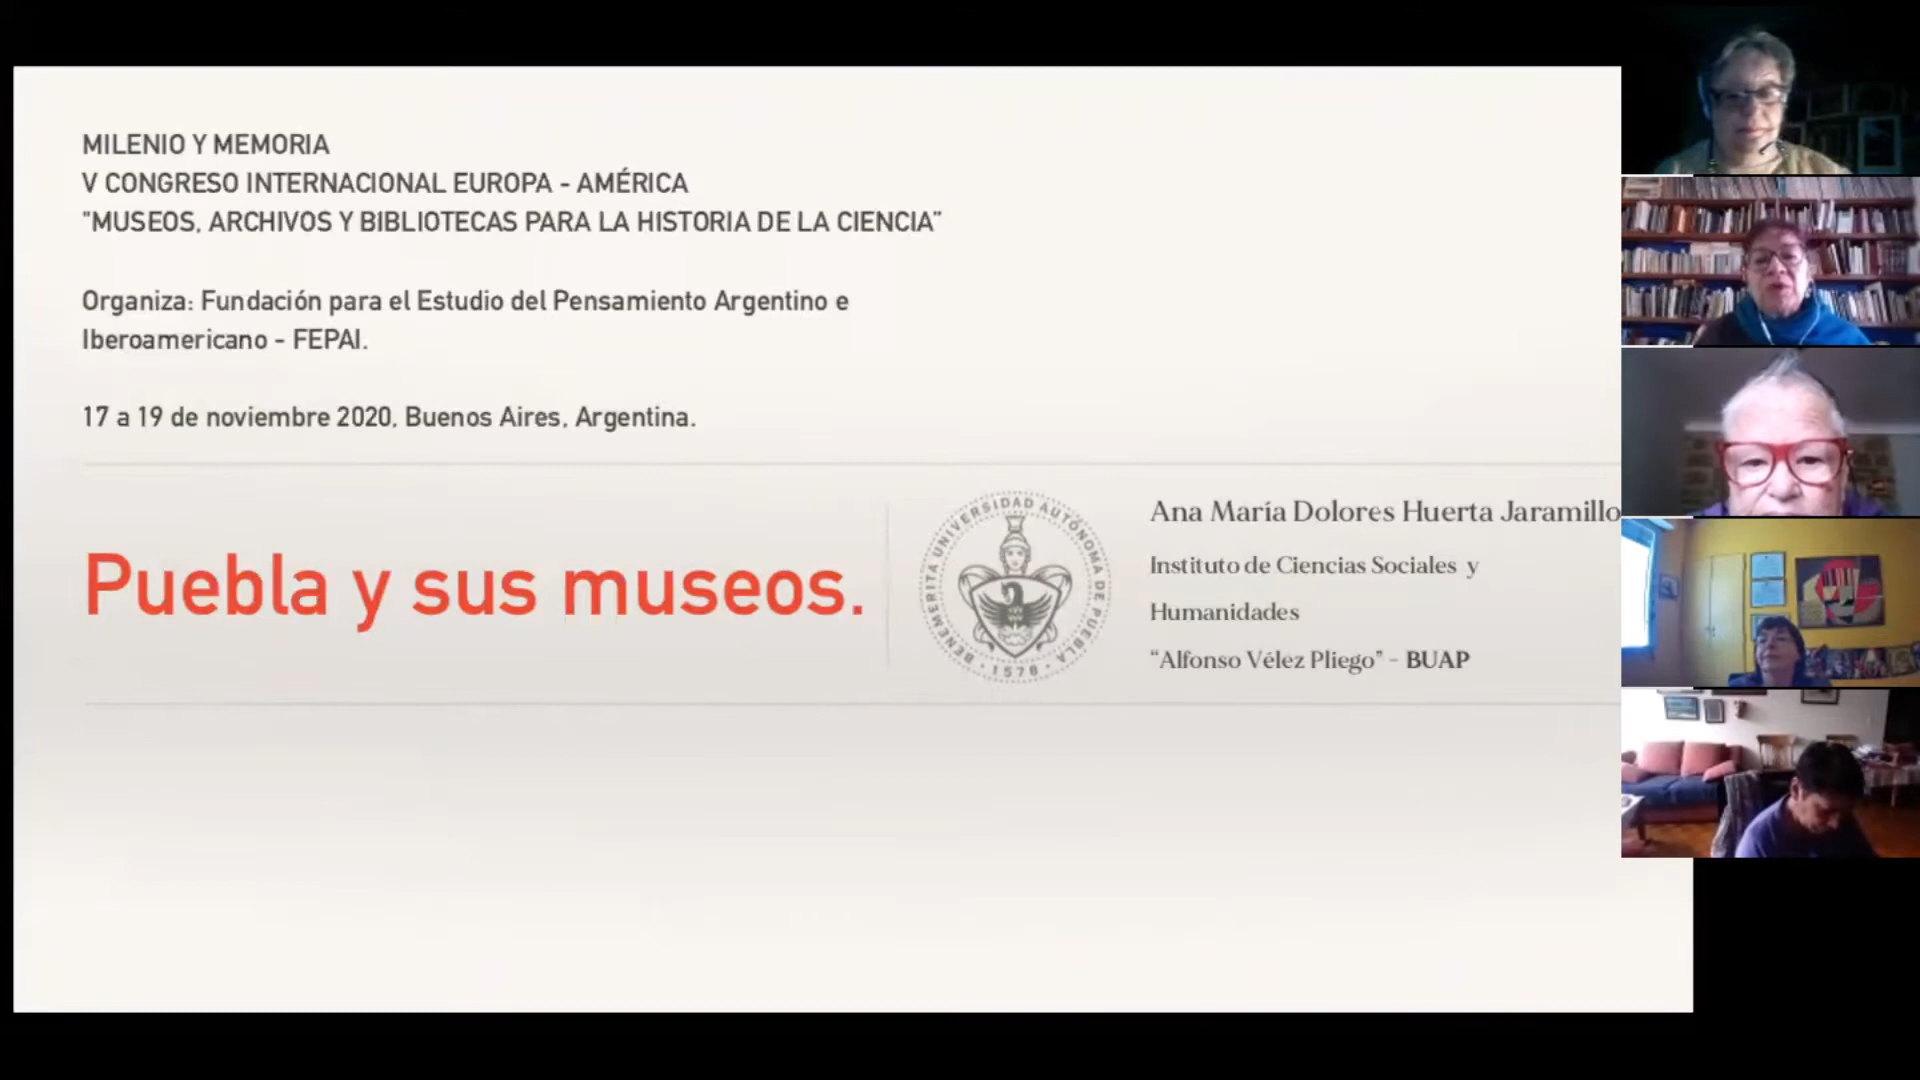 MILENIO Y MEMORIA
V CONGRESO INTERNACIONAL EUROPA - AMÉRICA
"MUSEOS, ARCHIVOS Y BIBLIOTECAS PARA LA HISTORIA DE LA CIENCIA"
Organiza: Fundación para el Estudio del Pensamiento Argentino e
Iberoamericano - FEPAI.
17 a 19 de noviembre 2020, Buenos Aires, Argentina.
Puebla y sus museos.
BENEMÉRITA UNIVERSIDAD AUTÓNOMA DE PUEBLA
· 1578 ·
Ana María Dolores Huerta Jaramillo
Instituto de Ciencias Sociales y
Humanidades
"Alfonso Vélez Pliego" - BUAP